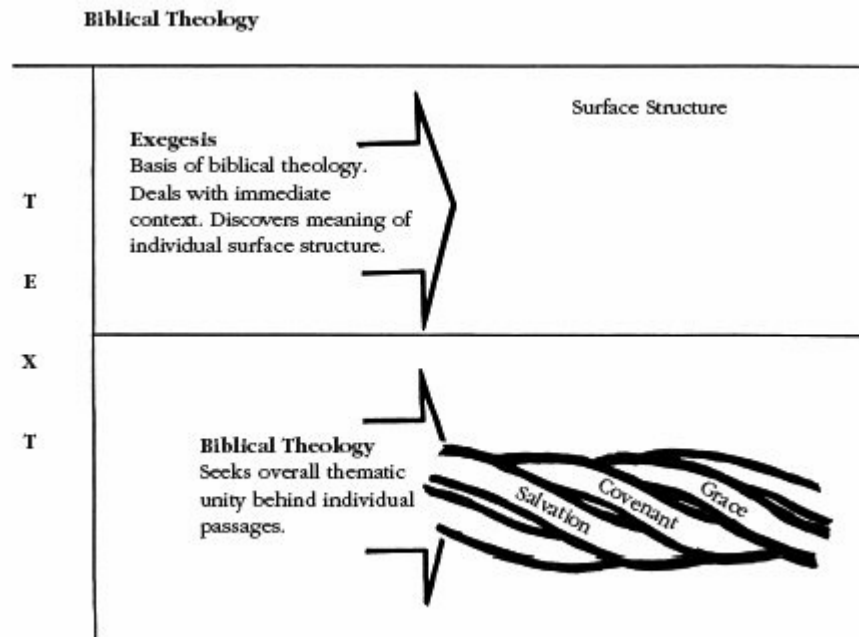 Biblical Theology
Surface Structure
Exegesis
Basis of biblical theology.
Deals with immediate
context. Discovers meaning of
individual surface structure.
T
E
X
T
Biblical Theology
Seeks overall thematic
unity behind individual
passages.
Salvation
Covenant
Grace